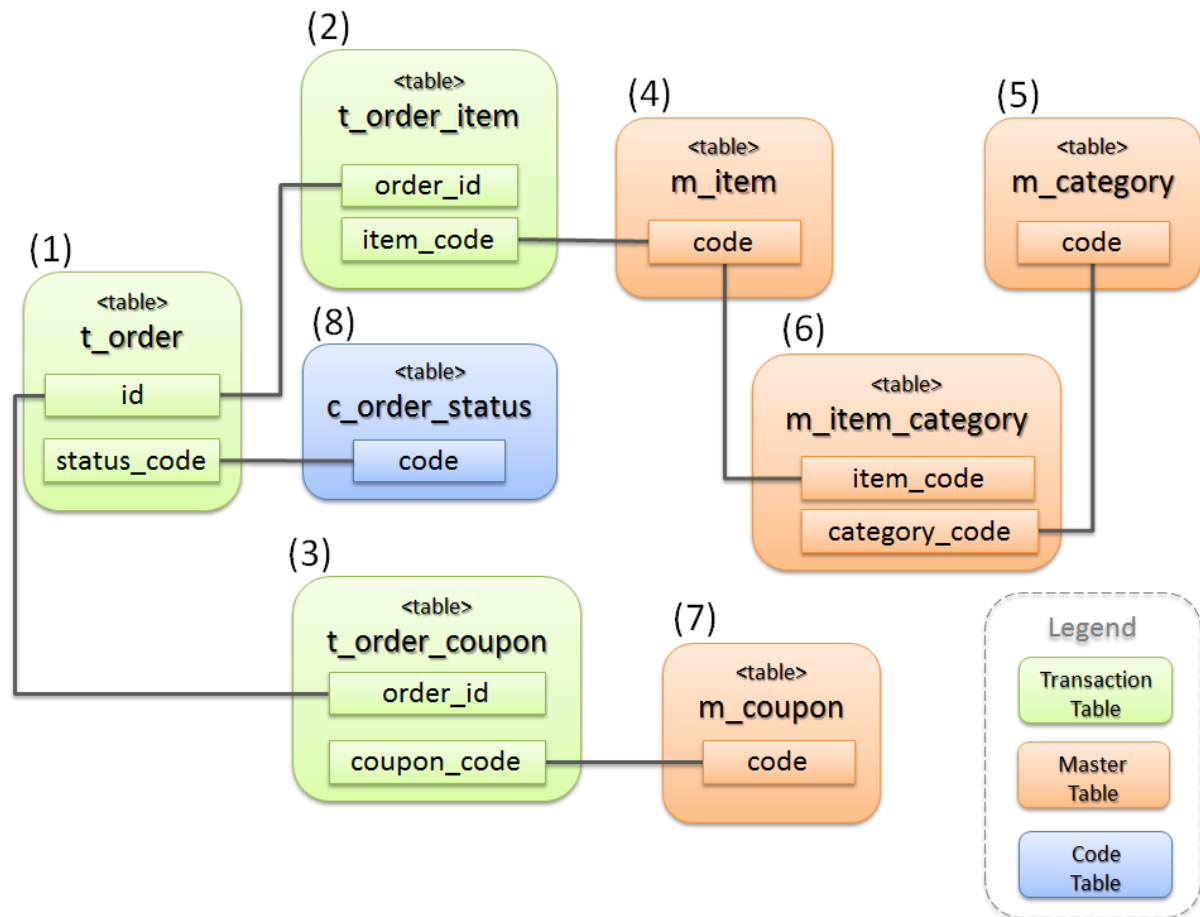 (1)
<table>
t_order
id
status_code
(2)
<table>
t_order_item
order_id
item_code
(3)
<table>
t_order_coupon
order_id
coupon_code
(4)
<table>
m_item
code
(5)
<table>
m_category
code
(6)
<table>
m_item_category
item_code
category_code
(7)
<table>
m_coupon
code
(8)
<table>
c_order_status
code
Legend
Transaction
Table
Master
Table
Code
Table